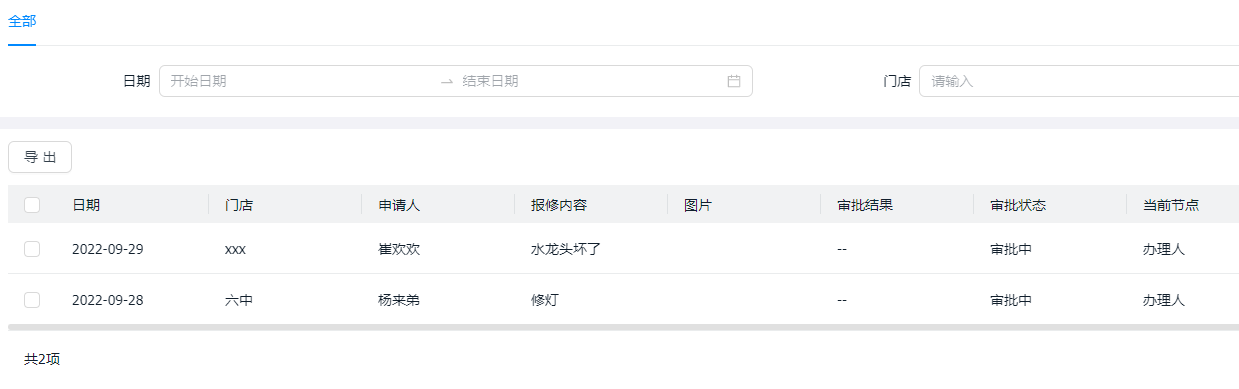 全部
日期 开始日期 → 结束日期 门店 请输入
导 出
日期 门店 申请人 报修内容 图片 审批结果 审批状态 当前节点
2022-09-29 xxx 崔欢欢 水龙头坏了 -- 审批中 办理人
2022-09-28 六中 杨来弟 修灯 -- 审批中 办理人
共2项